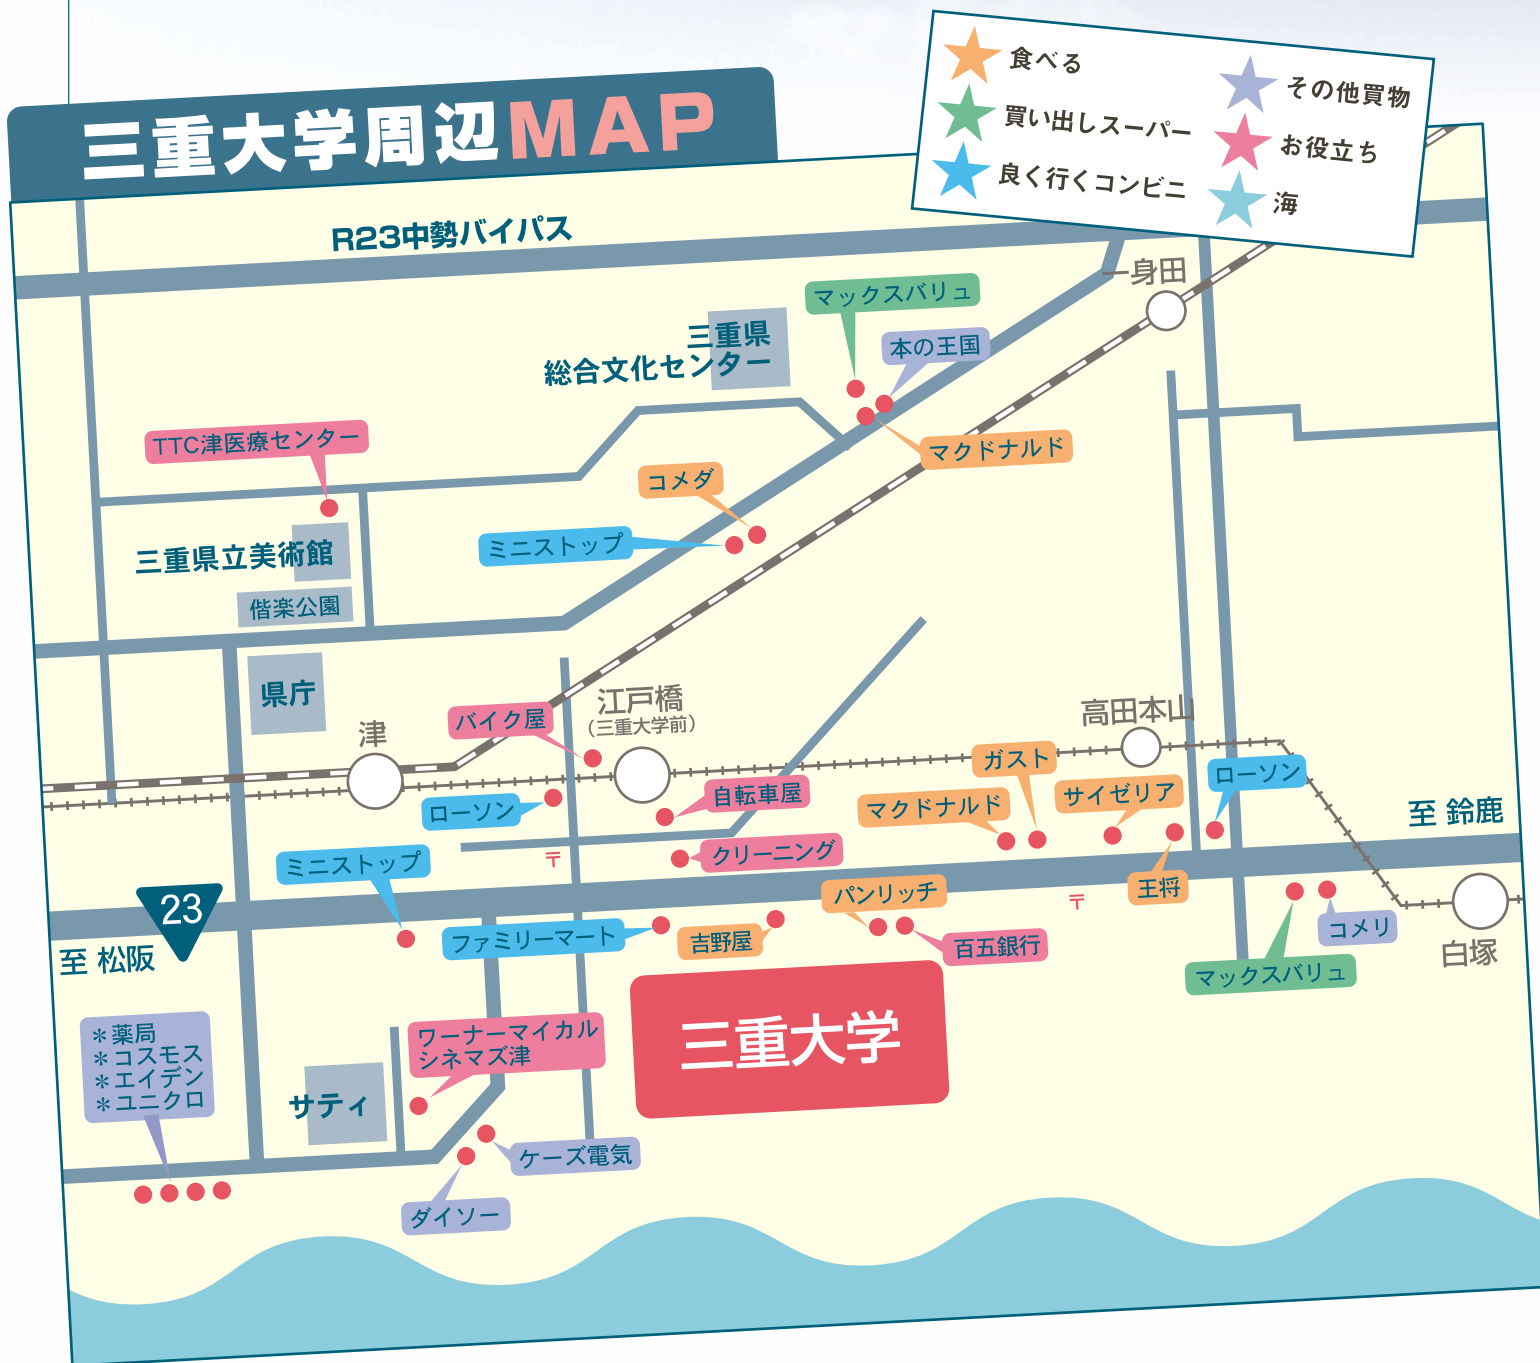 三重大学周辺MAP
食べる
買い出しスーパー
良く行くコンビニ
その他買物
お役立ち
海
R23中勢バイパス
一身田
マックスバリュ
三重県
総合文化センター
本の王国
マクドナルド
TTC津医療センター
コメダ
ミニストップ
三重県立美術館
偕楽公園
県庁
津
バイク屋
江戸橋
(三重大学前)
高田本山
ガスト
ローソン
自転車屋
マクドナルド
サイゼリア
ローソン
至 鈴鹿
クリーニング
〒
ミニストップ
23
至 松阪
ファミリーマート
吉野屋
パンリッチ
百五銀行
〒
王将
コメリ
マックスバリュ
白塚
三重大学
*薬局
*コスモス
*エイデン
*ユニクロ
ワーナーマイカル
シネマズ津
サティ
ケーズ電気
ダイソー